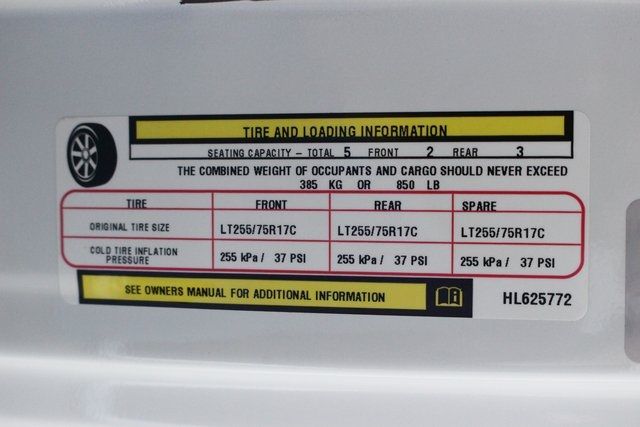 TIRE AND LOADING INFORMATION
SEATING CAPACITY – TOTAL 5 FRONT 2 REAR 3
THE COMBINED WEIGHT OF OCCUPANTS AND CARGO SHOULD NEVER EXCEED
385 KG OR 850 LB
TIRE FRONT REAR SPARE
ORIGINAL TIRE SIZE LT255/75R17C LT255/75R17C LT255/75R17C
COLD TIRE INFLATION
PRESSURE 255 kPa / 37 PSI 255 kPa / 37 PSI 255 kPa / 37 PSI
SEE OWNERS MANUAL FOR ADDITIONAL INFORMATION
HL625772